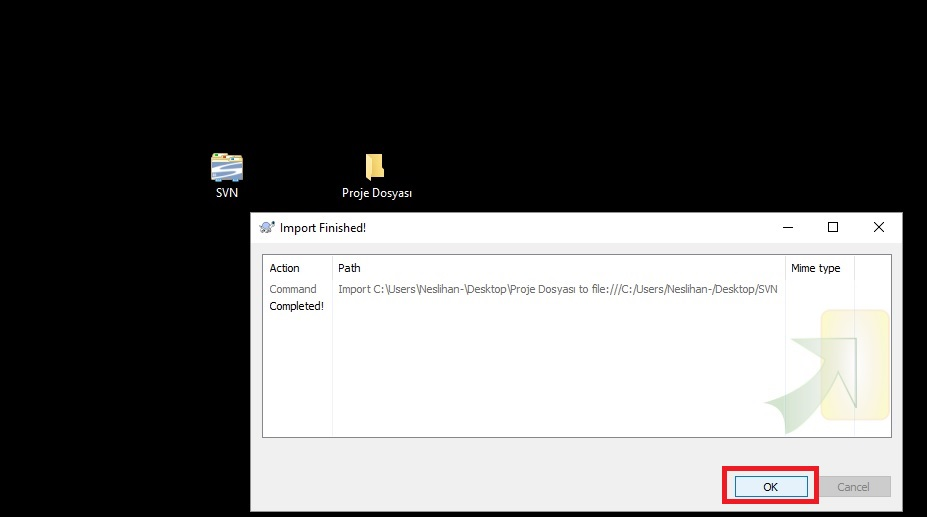 SVN
Proje Dosyası
Import Finished!
Action Path Mime type
Command Import C:\Users\Neslihan-\Desktop\Proje Dosyası to file:///C:/Users/Neslihan-/Desktop/SVN
Completed!
OK Cancel